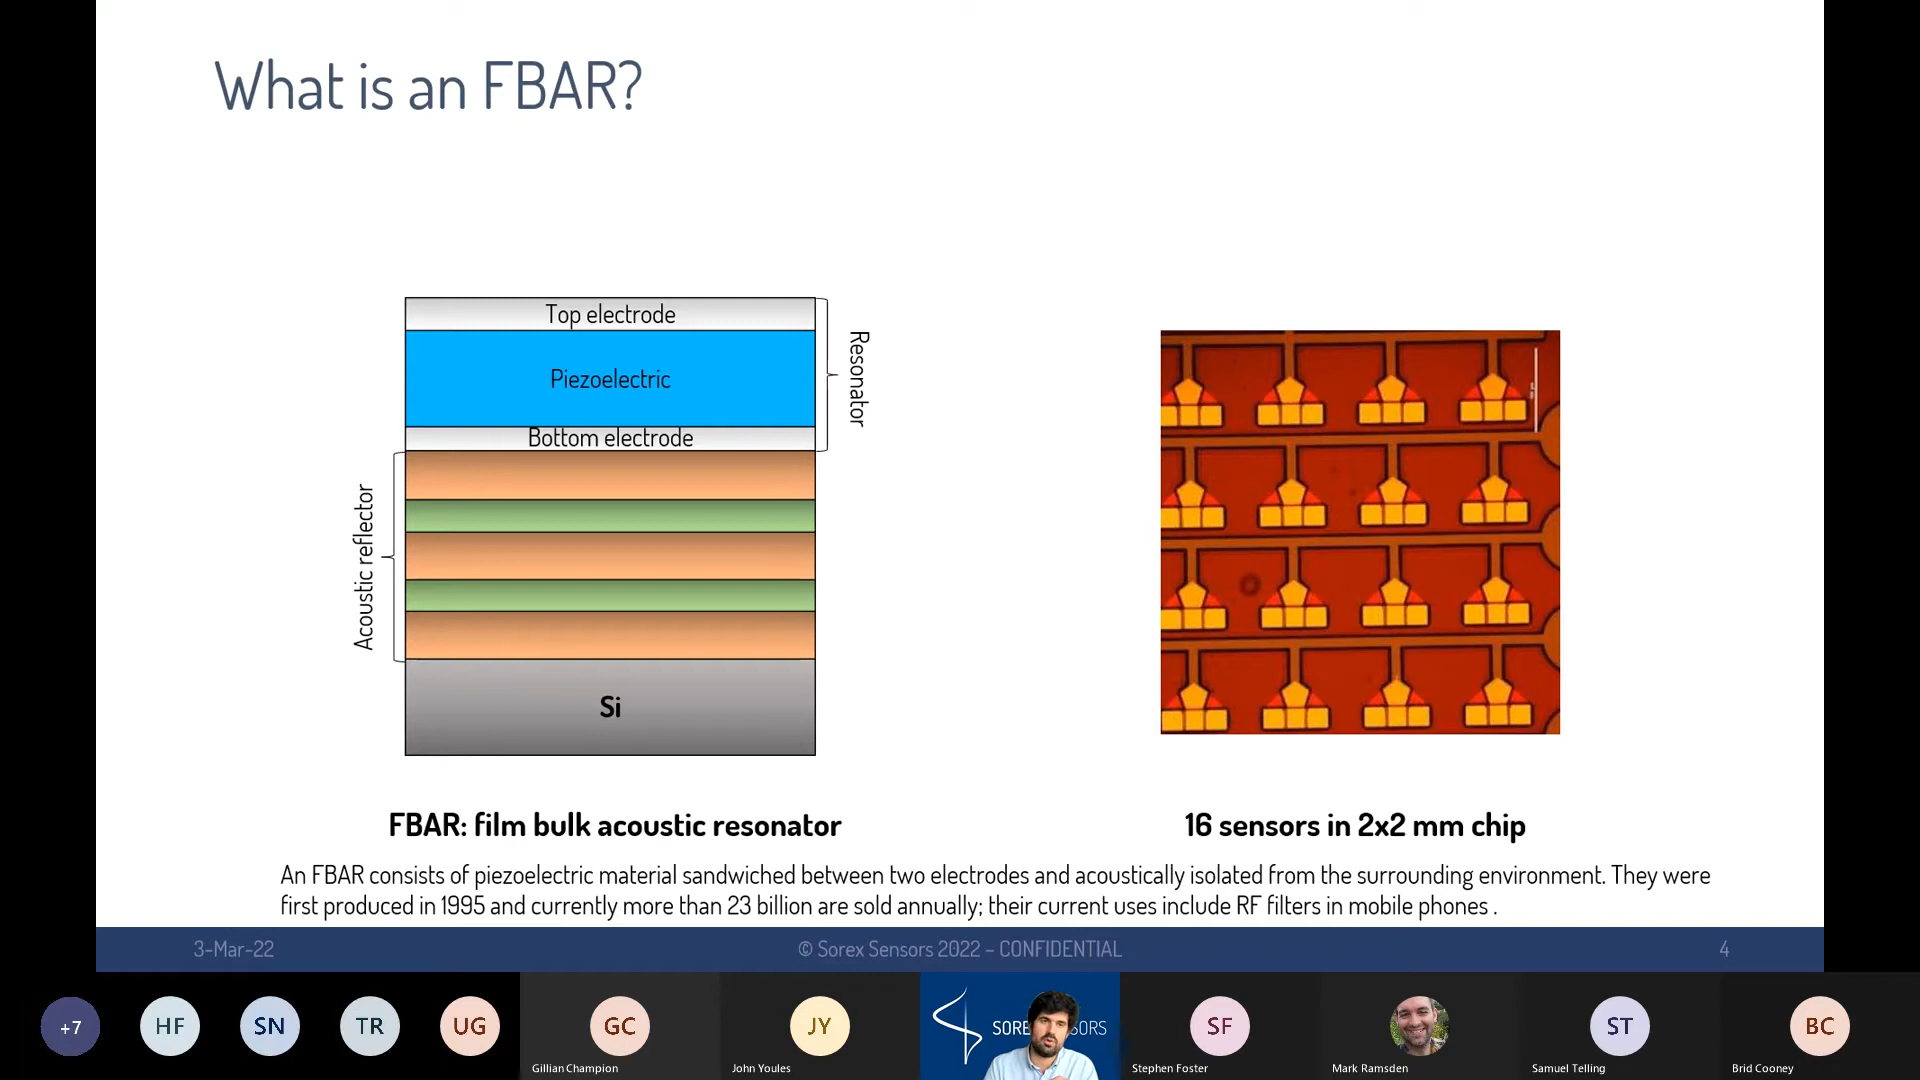 What is an FBAR?
Top electrode
Piezoelectric
Bottom electrode
Resonator
Acoustic reflector
Si
FBAR: film bulk acoustic resonator
16 sensors in 2x2 mm chip
An FBAR consists of piezoelectric material sandwiched between two electrodes and acoustically isolated from the surrounding environment. They were
first produced in 1995 and currently more than 23 billion are sold annually; their current uses include RF filters in mobile phones .
3-Mar-22
© Sorex Sensors 2022 – CONFIDENTIAL
4
+7
HF
SN
TR
UG
GC
Gillian Champion
JY
John Youles
SF
Stephen Foster
Mark Ramsden
ST
Samuel Telling
BC
Brid Cooney